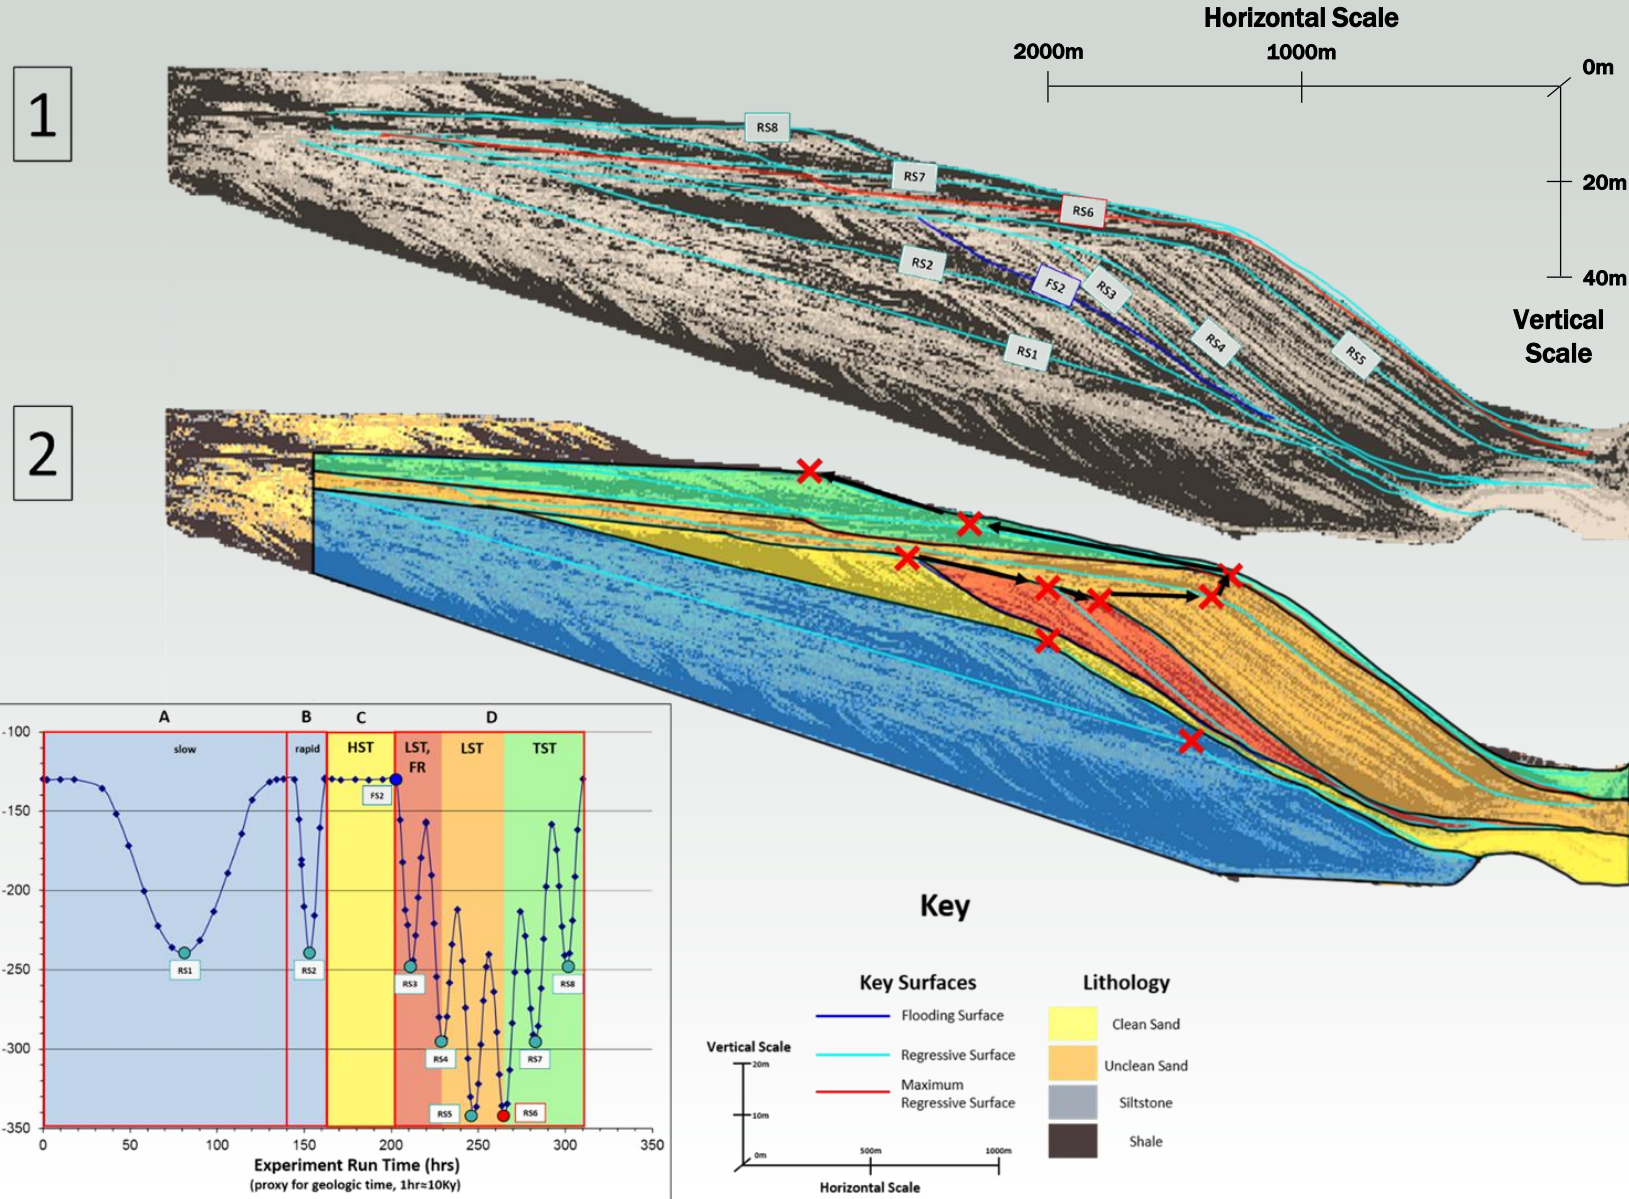 Horizontal Scale
2000m
1000m
0m
1
RS8
RS7
20m
RS6
RS2
40m
FS2
RS3
Vertical
Scale
RS4
RS1
RS5
2
A
B
C
D
-100
slow
rapid
HST
LST,
FR
LST
TST
FS2
-150
-200
-250
RS1
RS2
RS3
RS8
-300
RS4
RS7
RS5
RS6
-350
0
50
100
150
200
250
300
350
Experiment Run Time (hrs)
(proxy for geologic time, 1hr≈10Ky)
Key
Key Surfaces
Flooding Surface
Regressive Surface
Maximum
Regressive Surface
Lithology
Clean Sand
Unclean Sand
Siltstone
Shale
Vertical Scale
20m
10m
0m
500m
1000m
Horizontal Scale